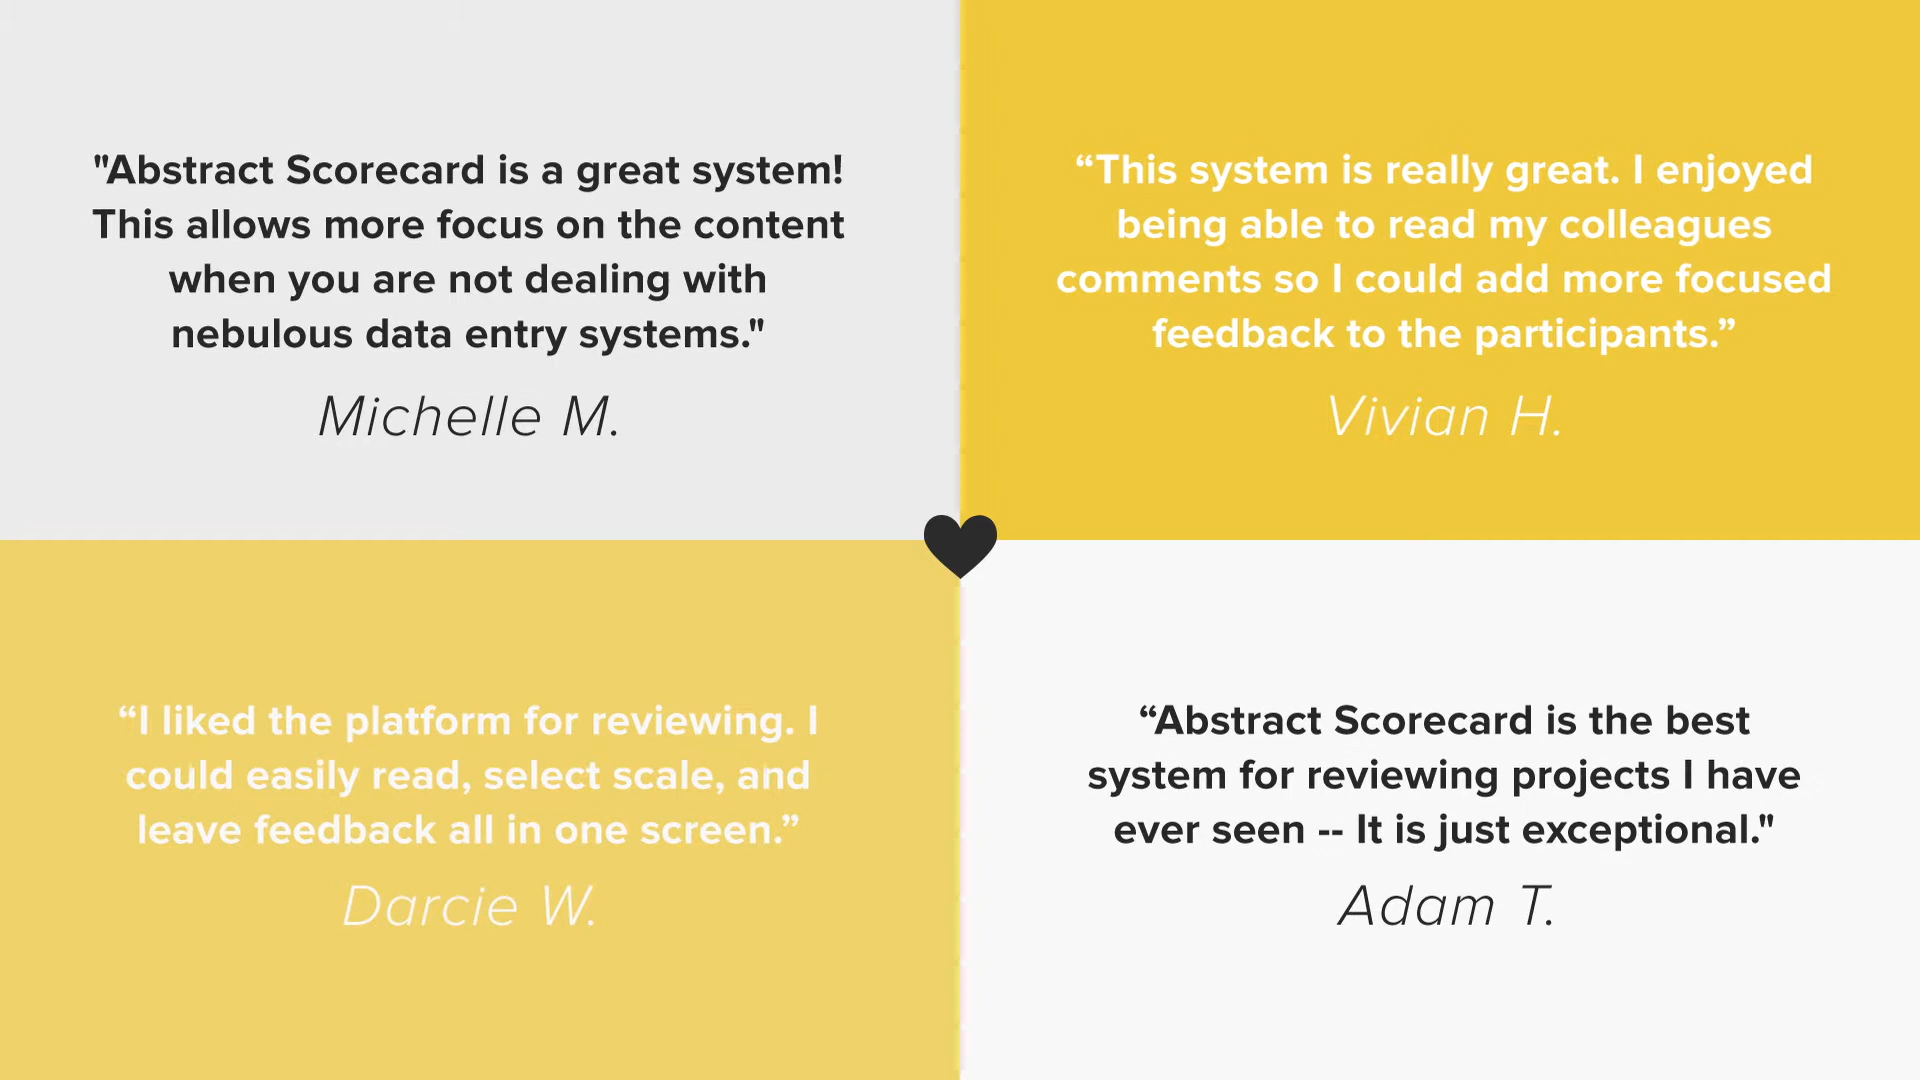 "Abstract Scorecard is a great system!
This allows more focus on the content
when you are not dealing with
nebulous data entry systems."
Michelle M.
“This system is really great. I enjoyed
being able to read my colleagues
comments so I could add more focused
feedback to the participants.”
Vivian H.
“I liked the platform for reviewing. I
could easily read, select scale, and
leave feedback all in one screen.”
Darcie W.
“Abstract Scorecard is the best
system for reviewing projects I have
ever seen -- It is just exceptional."
Adam T.